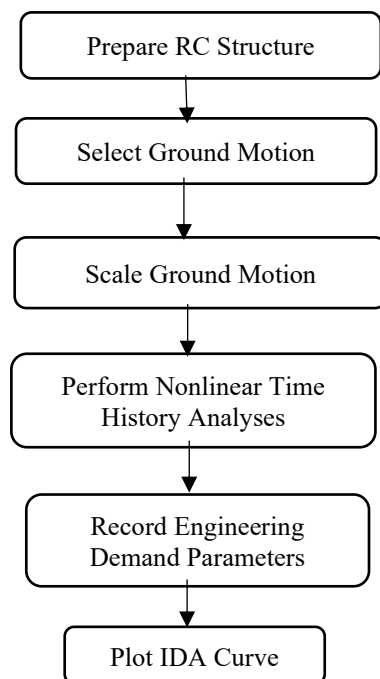 Prepare RC Structure
Select Ground Motion
Scale Ground Motion
Perform Nonlinear Time
History Analyses
Record Engineering
Demand Parameters
Plot IDA Curve